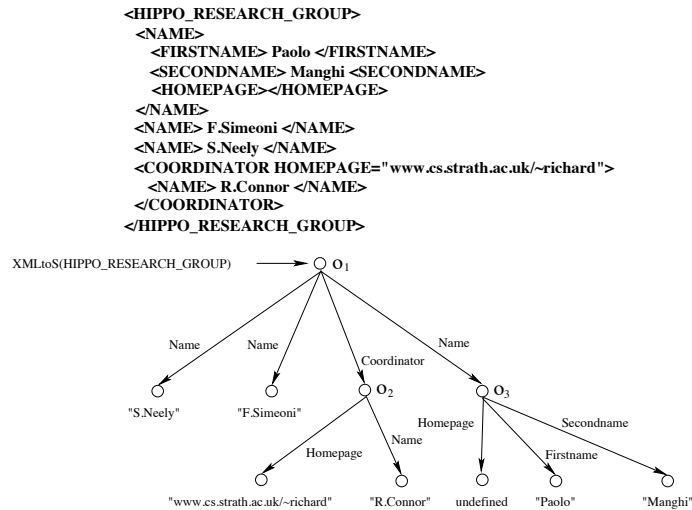 <HIPPO_RESEARCH_GROUP>
<NAME>
<FIRSTNAME> Paolo </FIRSTNAME>
<SECONDNAME> Manghi <SECONDNAME>
<HOMEPAGE></HOMEPAGE>
</NAME>
<NAME> F.Simeoni </NAME>
<NAME> S.Neely </NAME>
<COORDINATOR HOMEPAGE="www.cs.strath.ac.uk/~richard">
<NAME> R.Connor </NAME>
</COORDINATOR>
</HIPPO_RESEARCH_GROUP>
XMLtoS(HIPPO_RESEARCH_GROUP) O1
Name Name Name
Coordinator
O2 O3
"S.Neely" "F.Simeoni"
Homepage Secondname
Name
Homepage Firstname
"www.cs.strath.ac.uk/~richard" "R.Connor" undefined "Paolo" "Manghi"